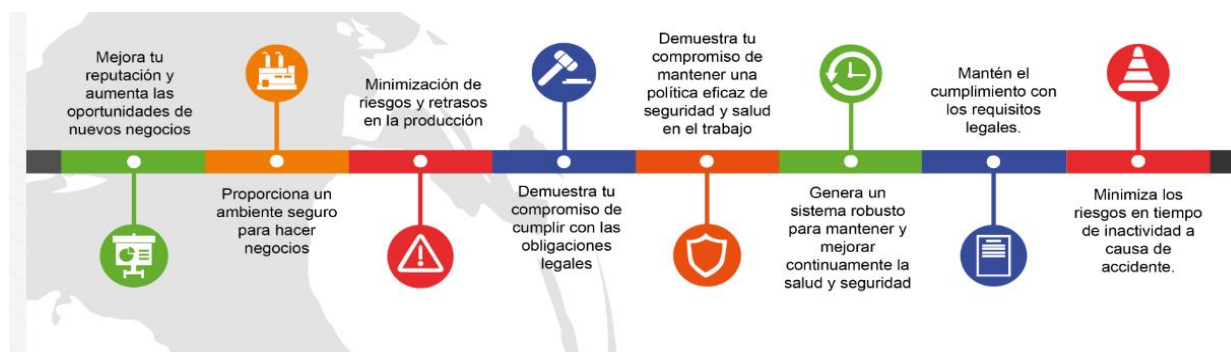 Mejora tu
reputación y
aumenta las
oportunidades de
nuevos negocios
Proporciona un
ambiente seguro
para hacer
negocios
Minimización de
riesgos y retrasos
en la producción
Demuestra tu
compromiso de
cumplir con las
obligaciones
legales
Demuestra tu
compromiso de
mantener una
política eficaz de
seguridad y salud
en el trabajo
Genera un
sistema robusto
para mantener y
mejorar
continuamente la
salud y seguridad
Mantén el
cumplimiento con
los requisitos
legales.
Minimiza los
riesgos en tiempo
de inactividad a
causa de
accidente.